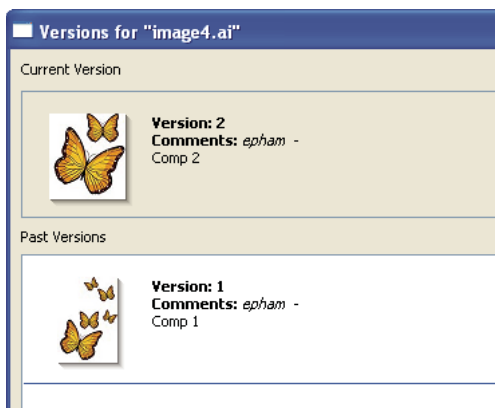 Versions for "image4.ai"
Current Version
Version: 2
Comments: epham -
Comp 2
Past Versions
Version: 1
Comments: epham -
Comp 1